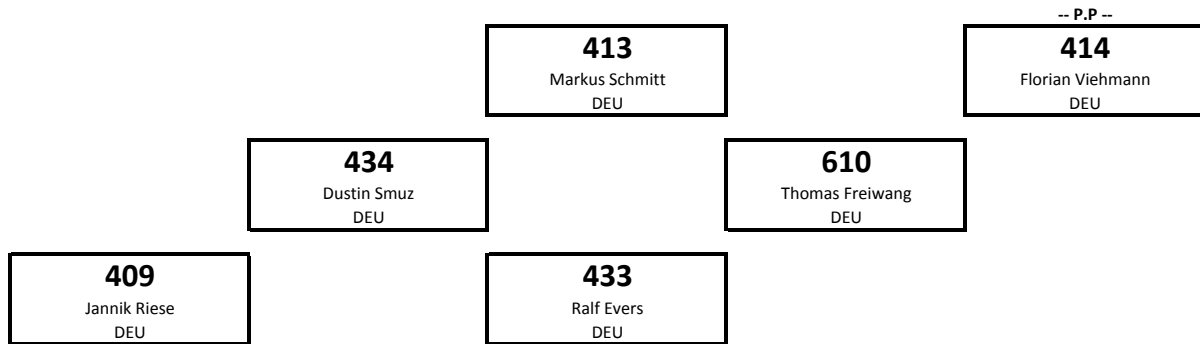 -- P.P --
413
Markus Schmitt
DEU
414
Florian Viehmann
DEU
434
Dustin Smuz
DEU
610
Thomas Freiwang
DEU
409
Jannik Riese
DEU
433
Ralf Evers
DEU